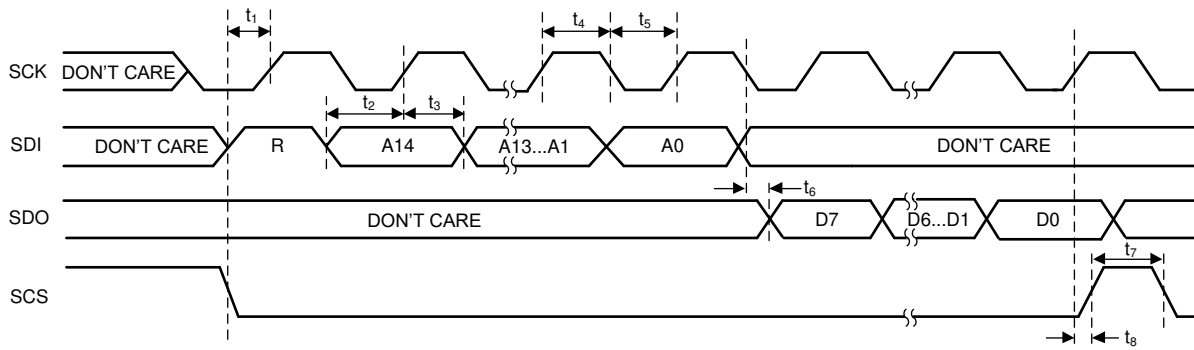 t1 t4 t5
SCK DON'T CARE
t2 t3
SDI DON'T CARE R A14 A13...A1 A0 DON'T CARE
t6
SDO DON'T CARE D7 D6...D1 D0
t7
SCS
t8